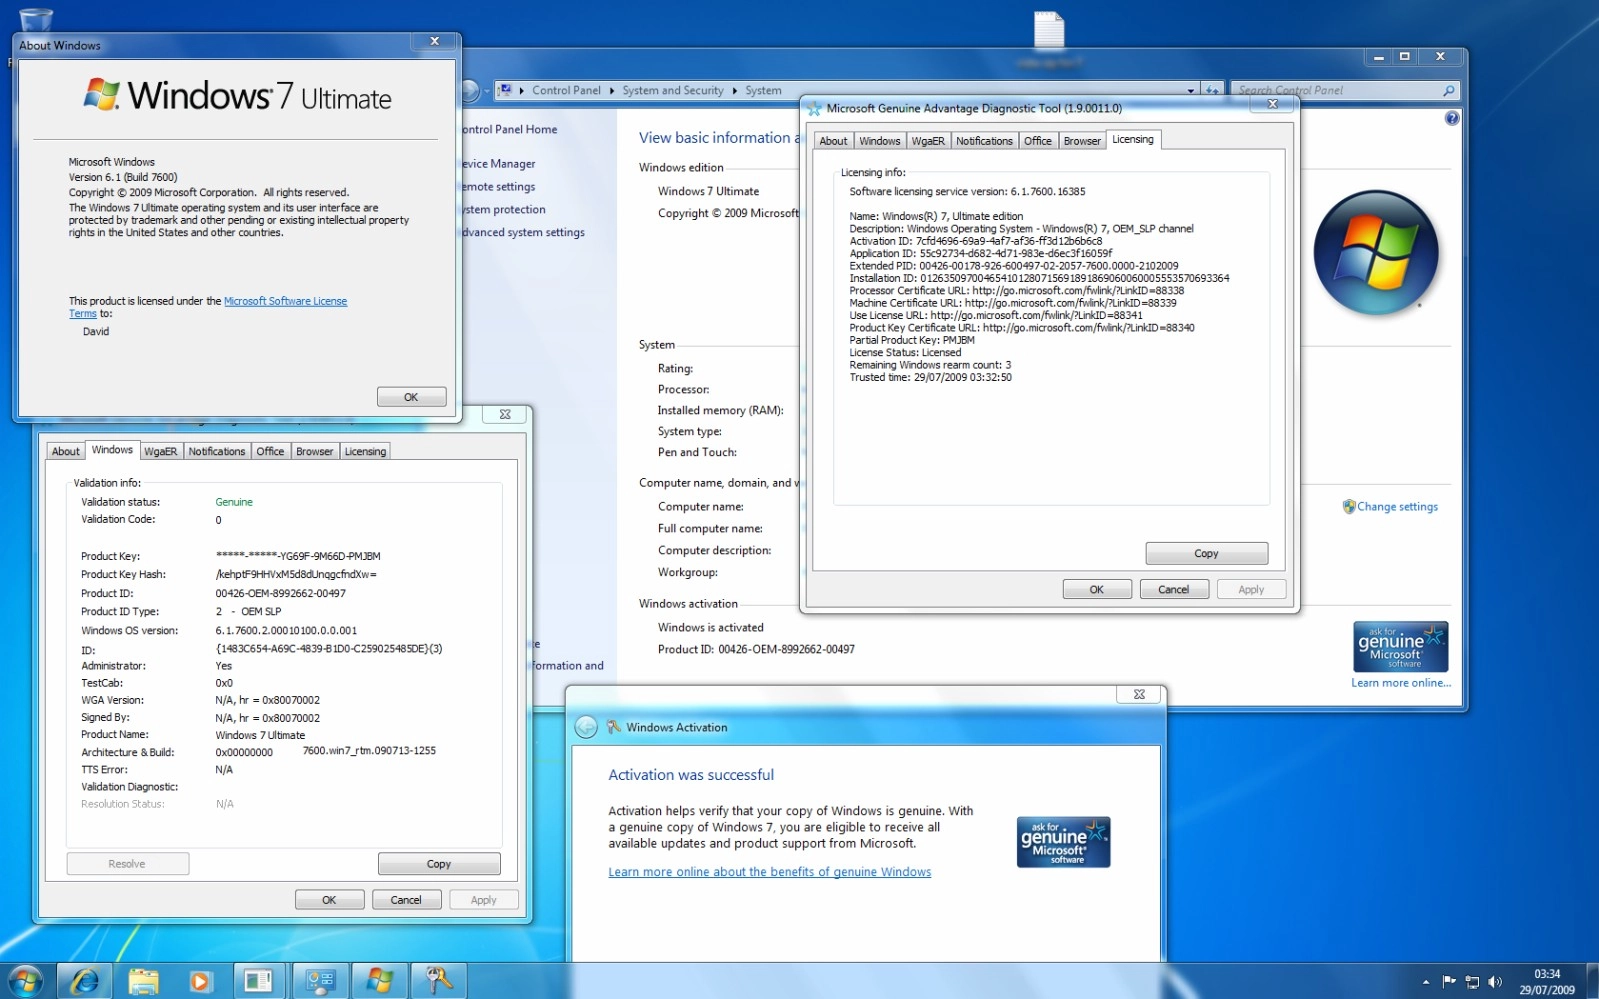 About Windows
Windows 7 Ultimate
Microsoft Windows
Version 6.1 (Build 7600)
Copyright © 2009 Microsoft Corporation. All rights reserved.
The Windows 7 Ultimate operating system and its user interface are
protected by trademark and other pending or existing intellectual property
rights in the United States and other countries.
This product is licensed under the Microsoft Software License
Terms to:
David
OK
Control Panel
System and Security
System
Search Control Panel
ontrol Panel Home
evice Manager
emote settings
ystem protection
dvanced system settings
formation and
View basic information a
Windows edition
Windows 7 Ultimate
Copyright © 2009 Microsoft
System
Rating:
Processor:
Installed memory (RAM):
System type:
Pen and Touch:
Computer name, domain, and w
Computer name:
Full computer name:
Computer description:
Workgroup:
Change settings
Windows activation
Windows is activated
Product ID: 00426-OEM-8992662-00497
ask for
genuine
Microsoft
software
Learn more online...
Microsoft Genuine Advantage Diagnostic Tool (1.9.0011.0)
About Windows WgaER Notifications Office Browser Licensing
Licensing info:
Software licensing service version: 6.1.7600.16385
Name: Windows(R) 7, Ultimate edition
Description: Windows Operating System - Windows(R) 7, OEM_SLP channel
Activation ID: 7cfd4696-69a9-4af7-af36-ff3d12b6b6c8
Application ID: 55c92734-d682-4d71-983e-d6ec3f16059f
Extended PID: 00426-00178-926-600497-02-2057-7600.0000-2102009
Installation ID: 012635097004654101280715691891869060060005553570693364
Processor Certificate URL: http://go.microsoft.com/fwlink/?LinkID=88338
Machine Certificate URL: http://go.microsoft.com/fwlink/?LinkID=88339
Use License URL: http://go.microsoft.com/fwlink/?LinkID=88341
Product Key Certificate URL: http://go.microsoft.com/fwlink/?LinkID=88340
Partial Product Key: PMJBM
License Status: Licensed
Remaining Windows rearm count: 3
Trusted time: 29/07/2009 03:32:50
Copy
OK Cancel Apply
About Windows WgaER Notifications Office Browser Licensing
Validation info:
Validation status: Genuine
Validation Code: 0
Product Key: *****-*****-YG69F-9M66D-PMJBM
Product Key Hash: /kehptF9HHVxM5d8dUnqgcfndXw=
Product ID: 00426-OEM-8992662-00497
Product ID Type: 2 - OEM SLP
Windows OS version: 6.1.7600.2.00010100.0.0.001
ID: {1483C654-A69C-4839-B1D0-C259025485DE}(3)
Administrator: Yes
TestCab: 0x0
WGA Version: N/A, hr = 0x80070002
Signed By: N/A, hr = 0x80070002
Product Name: Windows 7 Ultimate
Architecture & Build: 0x00000000 7600.win7_rtm.090713-1255
TTS Error: N/A
Validation Diagnostic:
Resolution Status: N/A
Resolve Copy
OK Cancel Apply
Windows Activation
Activation was successful
Activation helps verify that your copy of Windows is genuine. With
a genuine copy of Windows 7, you are eligible to receive all
available updates and product support from Microsoft.
Learn more online about the benefits of genuine Windows
ask for
genuine
Microsoft
software
03:34
29/07/2009